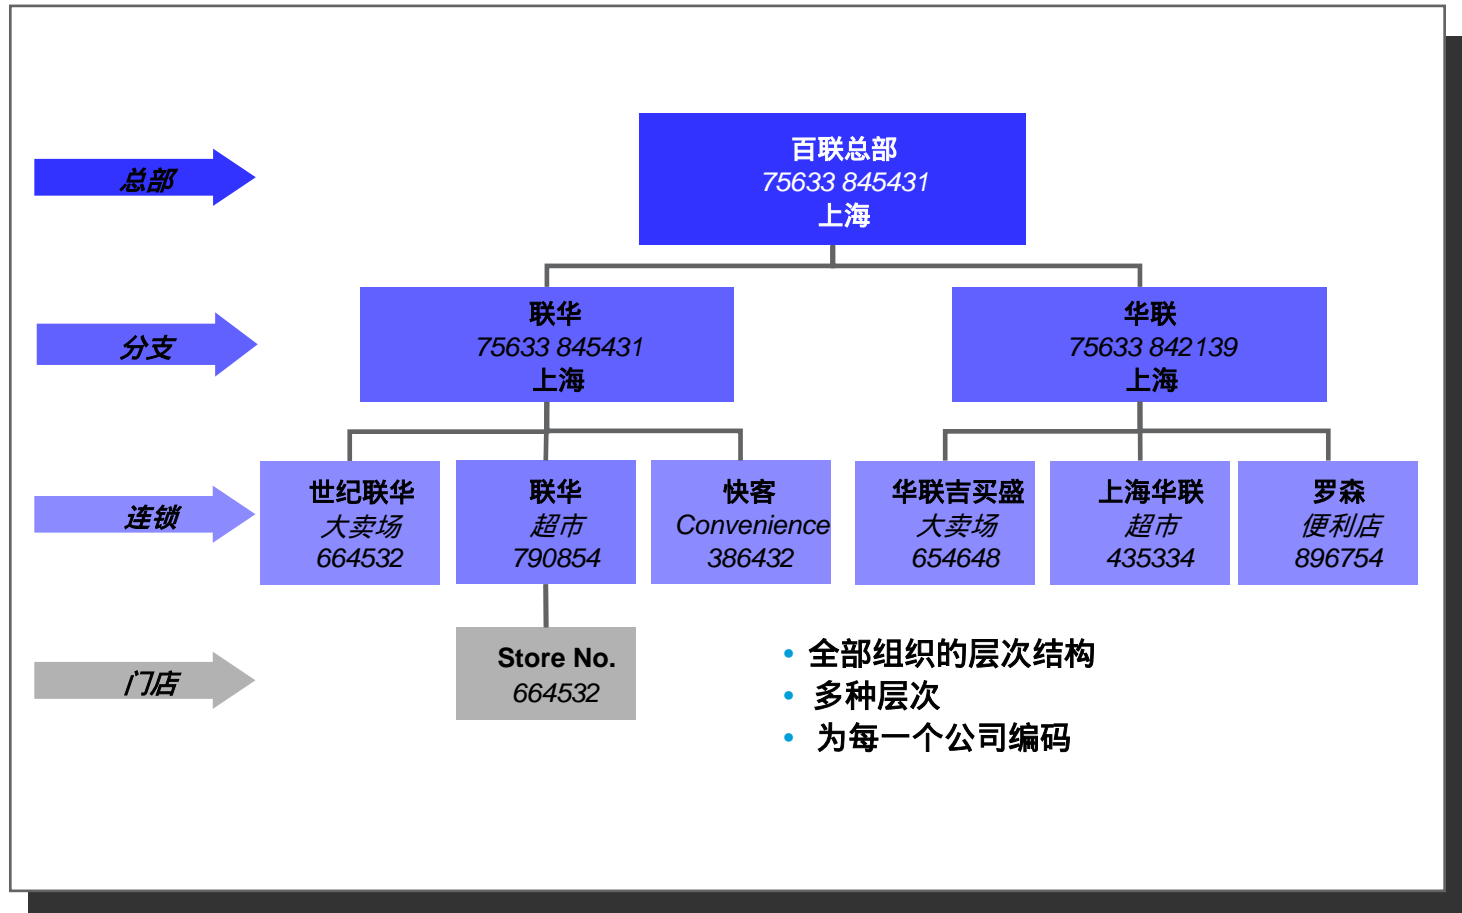 总部
百联总部
75633 845431
上海
分支
联华
75633 845431
上海
华联
75633 842139
上海
连锁
世纪联华
大卖场
664532
联华
超市
790854
快客
Convenience
386432
华联吉买盛
大卖场
654648
上海华联
超市
435334
罗森
便利店
896754
门店
Store No.
664532
• 全部组织的层次结构
• 多种层次
• 为每一个公司编码